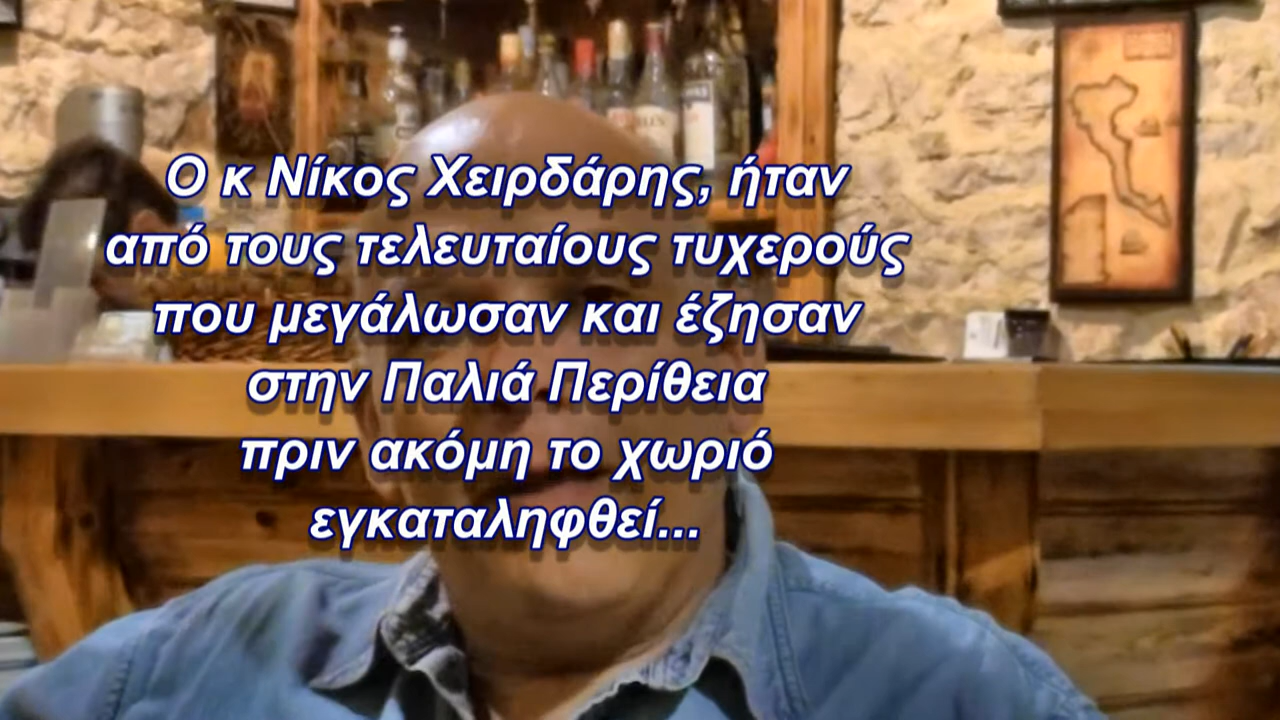 Ο κ Νίκος Χειρδάρης, ήταν
από τους τελευταίους τυχερούς
που μεγάλωσαν και έζησαν
στην Παλιά Περίθεια
πριν ακόμη το χωριό
εγκαταληφθεί...